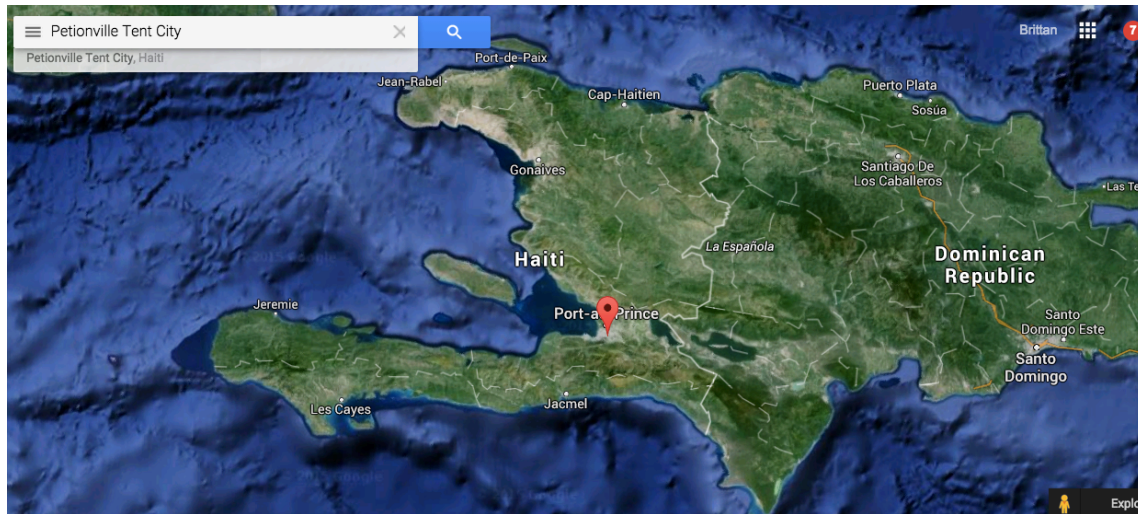 Petionville Tent City
Petionville Tent City, Haiti
Brittan
7
Port-de-Paix
Jean-Rabel
Cap-Haitien
Puerto Plata
Sosúa
Gonaives
Santiago De
Los Caballeros
Las Te
La Española
Haiti
Dominican
Republic
Jeremie
Port-a Prince
Santo
Domingo Este
Santo
Domingo
Les Cayes
Jacmel
Explo